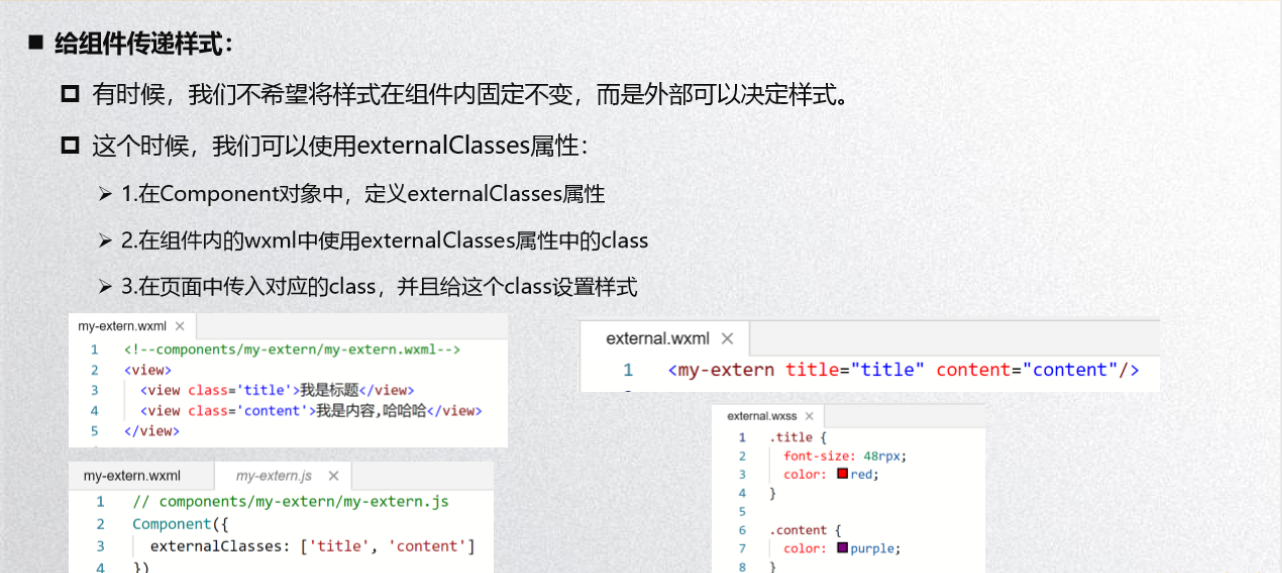 给组件传递样式：
有时候，我们不希望将样式在组件内固定不变，而是外部可以决定样式。
这个时候，我们可以使用externalClasses属性：
1.在Component对象中，定义externalClasses属性
2.在组件内的wxml中使用externalClasses属性中的class
3.在页面中传入对应的class，并且给这个class设置样式
my-extern.wxml ×
1 <!--components/my-extern/my-extern.wxml-->
2 <view>
3 <view class='title'>我是标题</view>
4 <view class='content'>我是内容,哈哈哈</view>
5 </view>
my-extern.wxml my-extern.js ×
1 // components/my-extern/my-extern.js
2 Component({
3 externalClasses: ['title', 'content']
4 })
external.wxml ×
1 <my-extern title="title" content="content"/>
external.wxss ×
1 .title {
2 font-size: 48rpx;
3 color: red;
4 }
5
6 .content {
7 color: purple;
8 }